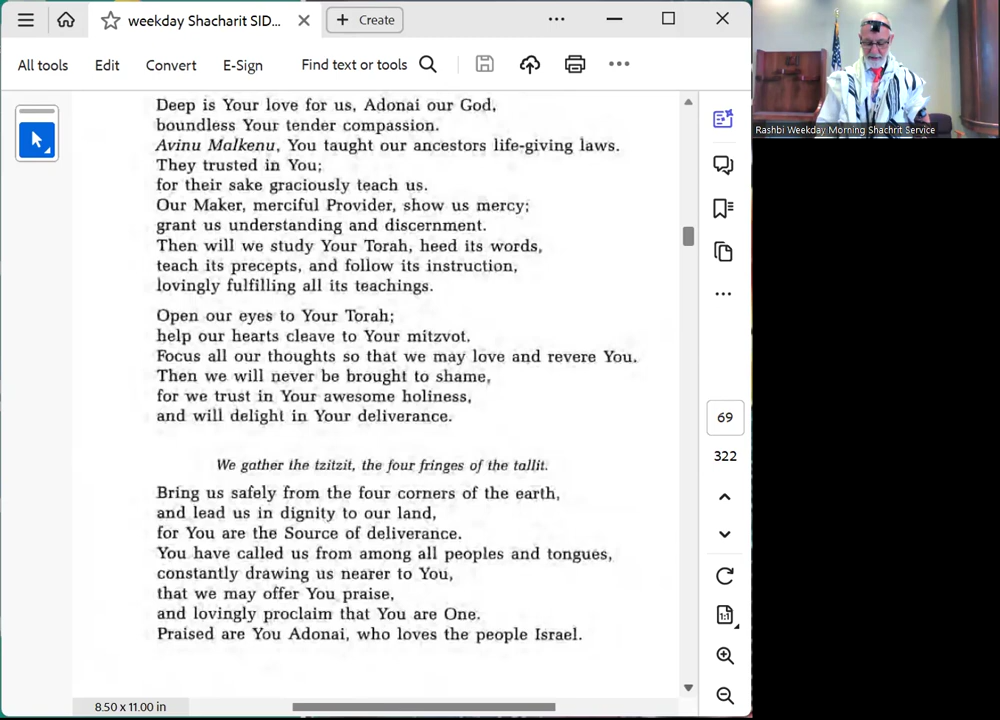 weekday Shacharit SID...
Create
All tools
Edit
Convert
E-Sign
Find text or tools
Deep is Your love for us, Adonai our God,
boundless Your tender compassion.
Avinu Malkenu, You taught our ancestors life-giving laws.
They trusted in You;
for their sake graciously teach us.
Our Maker, merciful Provider, show us mercy;
grant us understanding and discernment.
Then will we study Your Torah, heed its words,
teach its precepts, and follow its instruction,
lovingly fulfilling all its teachings.
Open our eyes to Your Torah;
help our hearts cleave to Your mitzvot.
Focus all our thoughts so that we may love and revere You.
Then we will never be brought to shame,
for we trust in Your awesome holiness,
and will delight in Your deliverance.
We gather the tzitzit, the four fringes of the tallit.
Bring us safely from the four corners of the earth,
and lead us in dignity to our land,
for You are the Source of deliverance.
You have called us from among all peoples and tongues,
constantly drawing us nearer to You,
that we may offer You praise,
and lovingly proclaim that You are One.
Praised are You Adonai, who loves the people Israel.
8.50 x 11.00 in
69
322
1:1
Rashbi Weekday Morning Shachrit Service